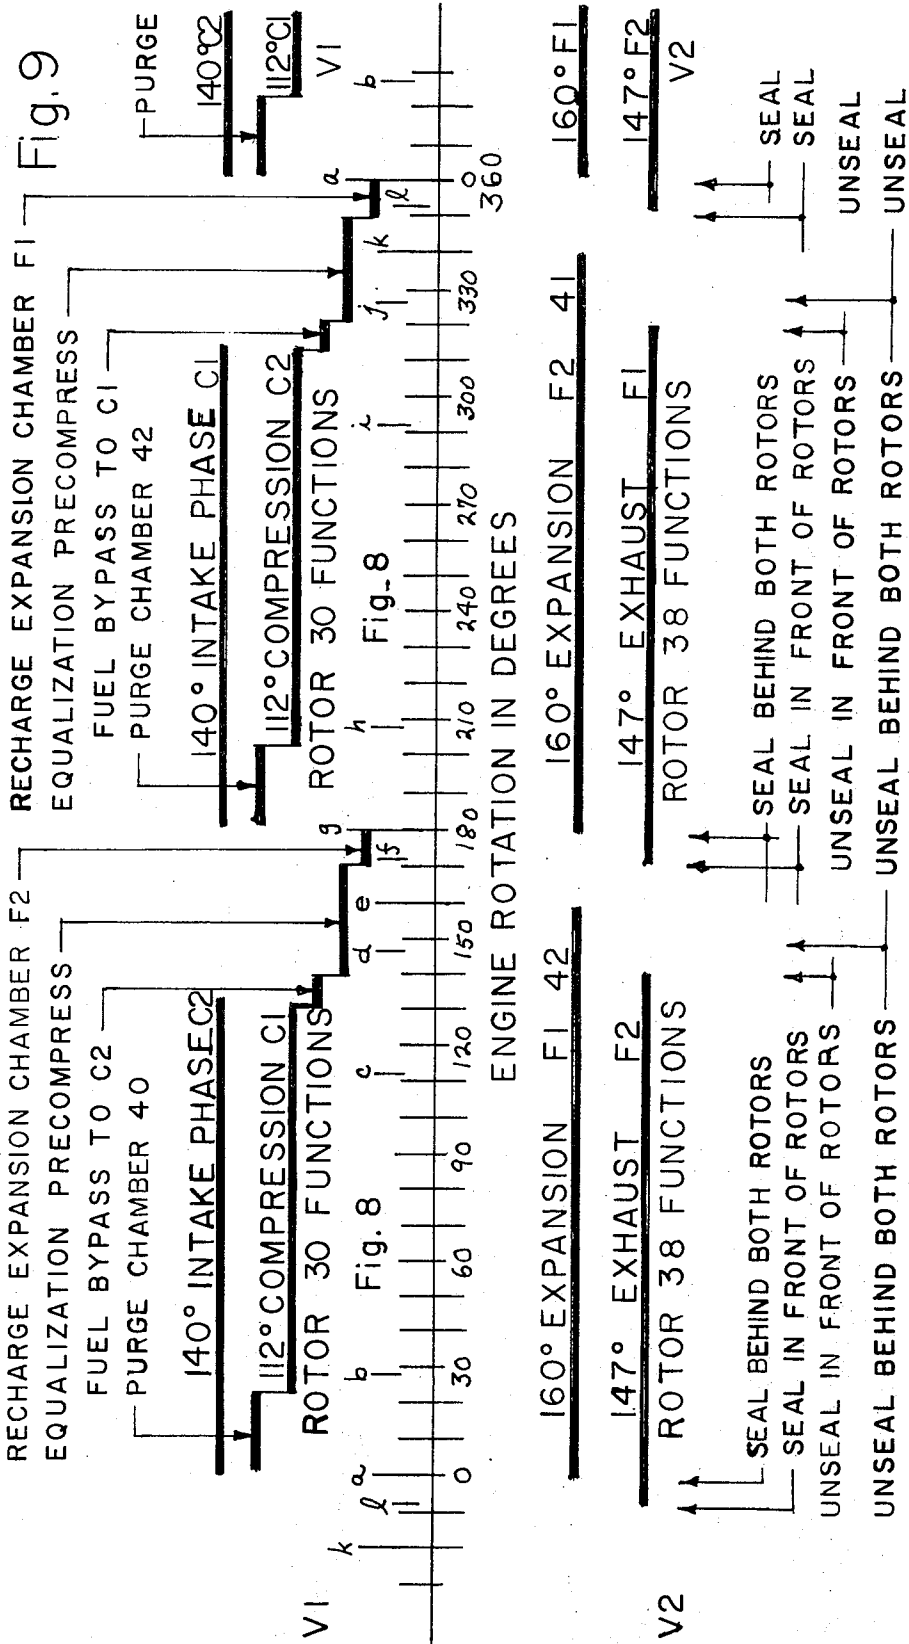 Fig. 9
RECHARGE EXPANSION CHAMBER F2
EQUALIZATION PRECOMPRESS
FUEL BYPASS TO C2
PURGE CHAMBER 40
140° INTAKE PHASE C2
112° COMPRESSION C1
ROTOR 30 FUNCTIONS
Fig. 8
RECHARGE EXPANSION CHAMBER F1
EQUALIZATION PRECOMPRESS
FUEL BYPASS TO C1
PURGE CHAMBER 42
140° INTAKE PHASE C1
112° COMPRESSION C2
ROTOR 30 FUNCTIONS
Fig. 8
PURGE
140°C2
112°C1
V1
V1
k l a b c d e f g h i j k l a b
0 30 60 90 120 150 180 210 240 270 300 330 0 360
ENGINE ROTATION IN DEGREES
160° EXPANSION F1 42
160° EXPANSION F2 41
160° F1
147° EXHAUST F2
147° EXHAUST F1
147° F2
V2
ROTOR 38 FUNCTIONS
ROTOR 38 FUNCTIONS
V2
SEAL BEHIND BOTH ROTORS
SEAL IN FRONT OF ROTORS
UNSEAL IN FRONT OF ROTORS
UNSEAL BEHIND BOTH ROTORS
SEAL BEHIND BOTH ROTORS
SEAL IN FRONT OF ROTORS
UNSEAL IN FRONT OF ROTORS
UNSEAL BEHIND BOTH ROTORS
SEAL
SEAL
UNSEAL
UNSEAL